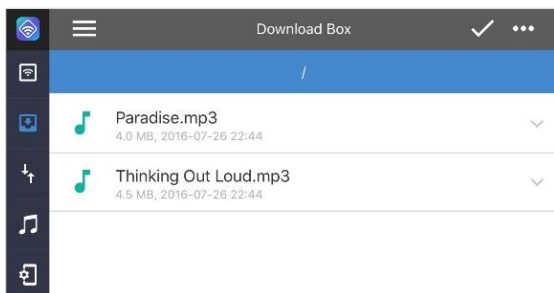 Download Box
/
Paradise.mp3
4.0 MB, 2016-07-26 22:44
Thinking Out Loud.mp3
4.5 MB, 2016-07-26 22:44